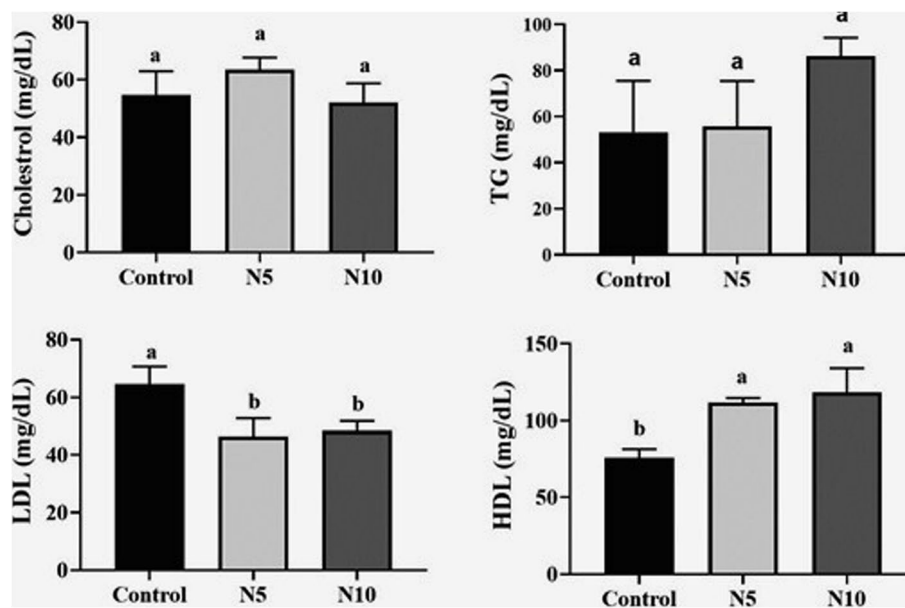 Cholestrol (mg/dL)
80
60
40
20
0
a
a
a
Control
N5
N10
TG (mg/dL)
100
80
60
40
20
0
a
a
a
Control
N5
N10
LDL (mg/dL)
80
60
40
20
0
a
b
b
Control
N5
N10
HDL (mg/dL)
150
100
50
0
b
a
a
Control
N5
N10